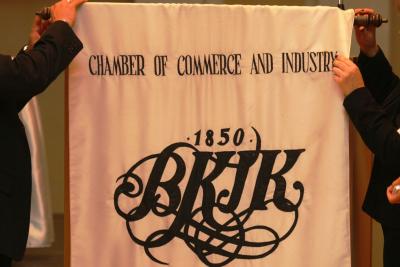 CHAMBER OF COMMERCE AND INDUSTRY
·1850·
BKIK